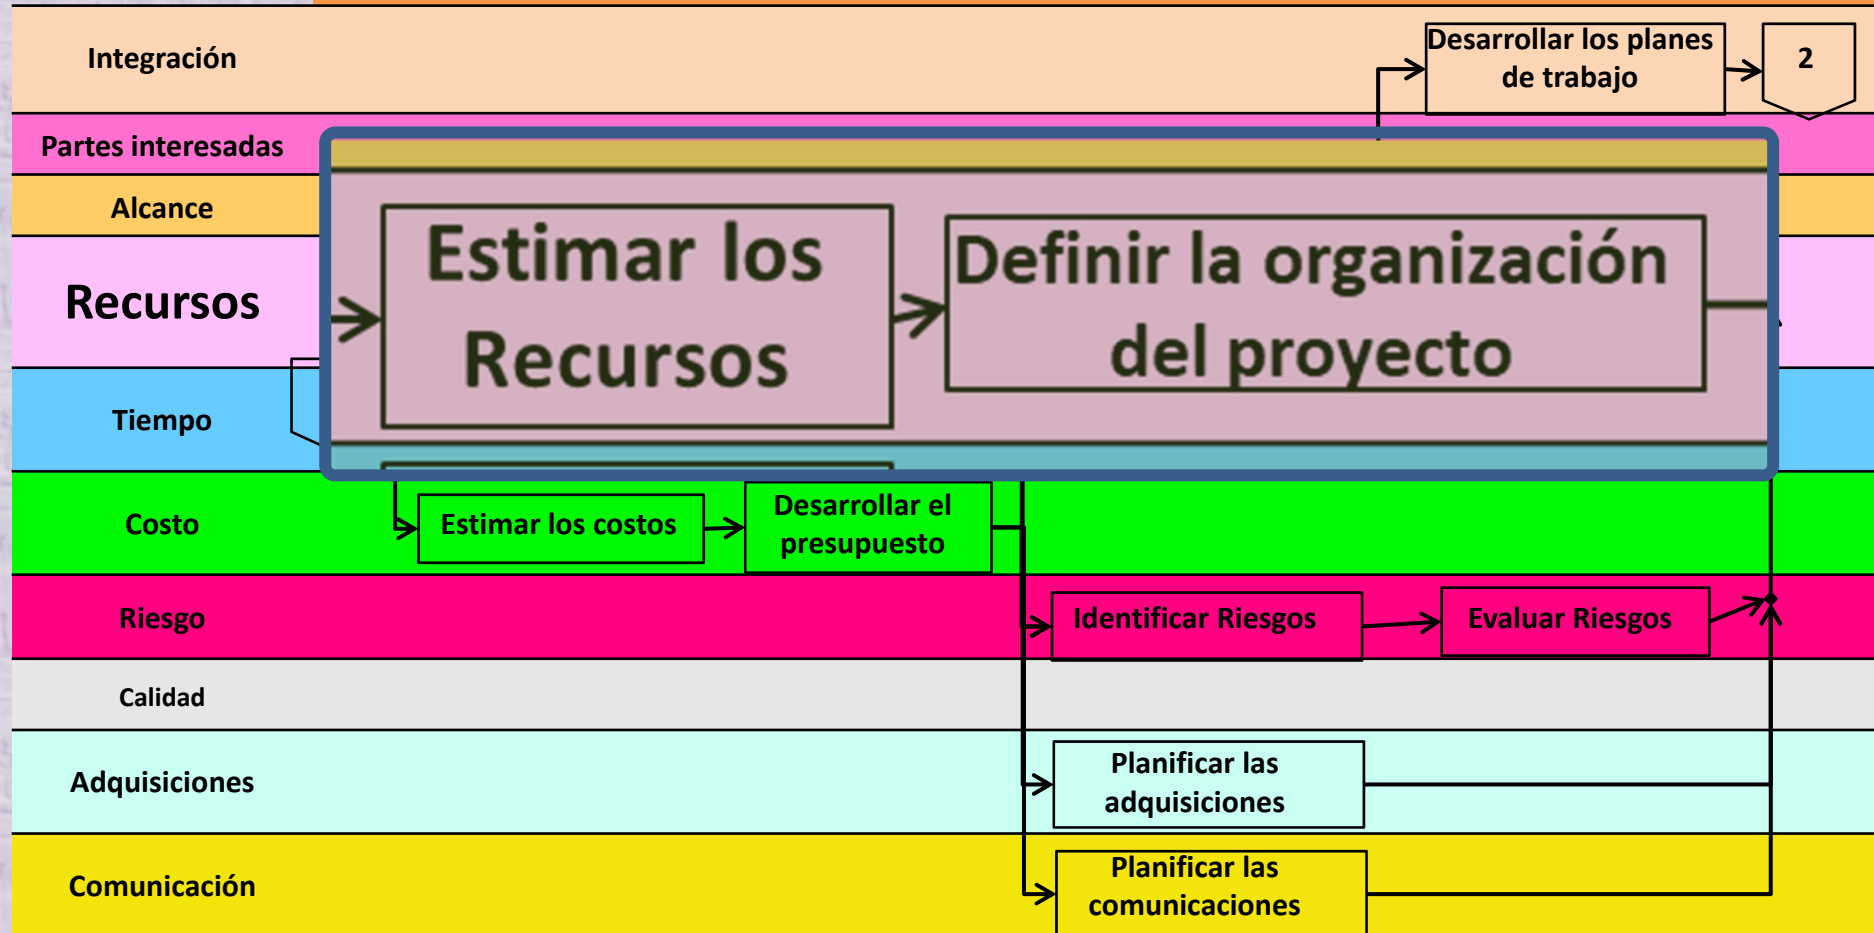 Integración
Desarrollar los planes
de trabajo
2
Partes interesadas
Alcance
Recursos
Estimar los
Recursos
Definir la organización
del proyecto
Tiempo
Costo
Estimar los costos
Desarrollar el
presupuesto
Riesgo
Identificar Riesgos
Evaluar Riesgos
Calidad
Adquisiciones
Planificar las
adquisiciones
Comunicación
Planificar las
comunicaciones